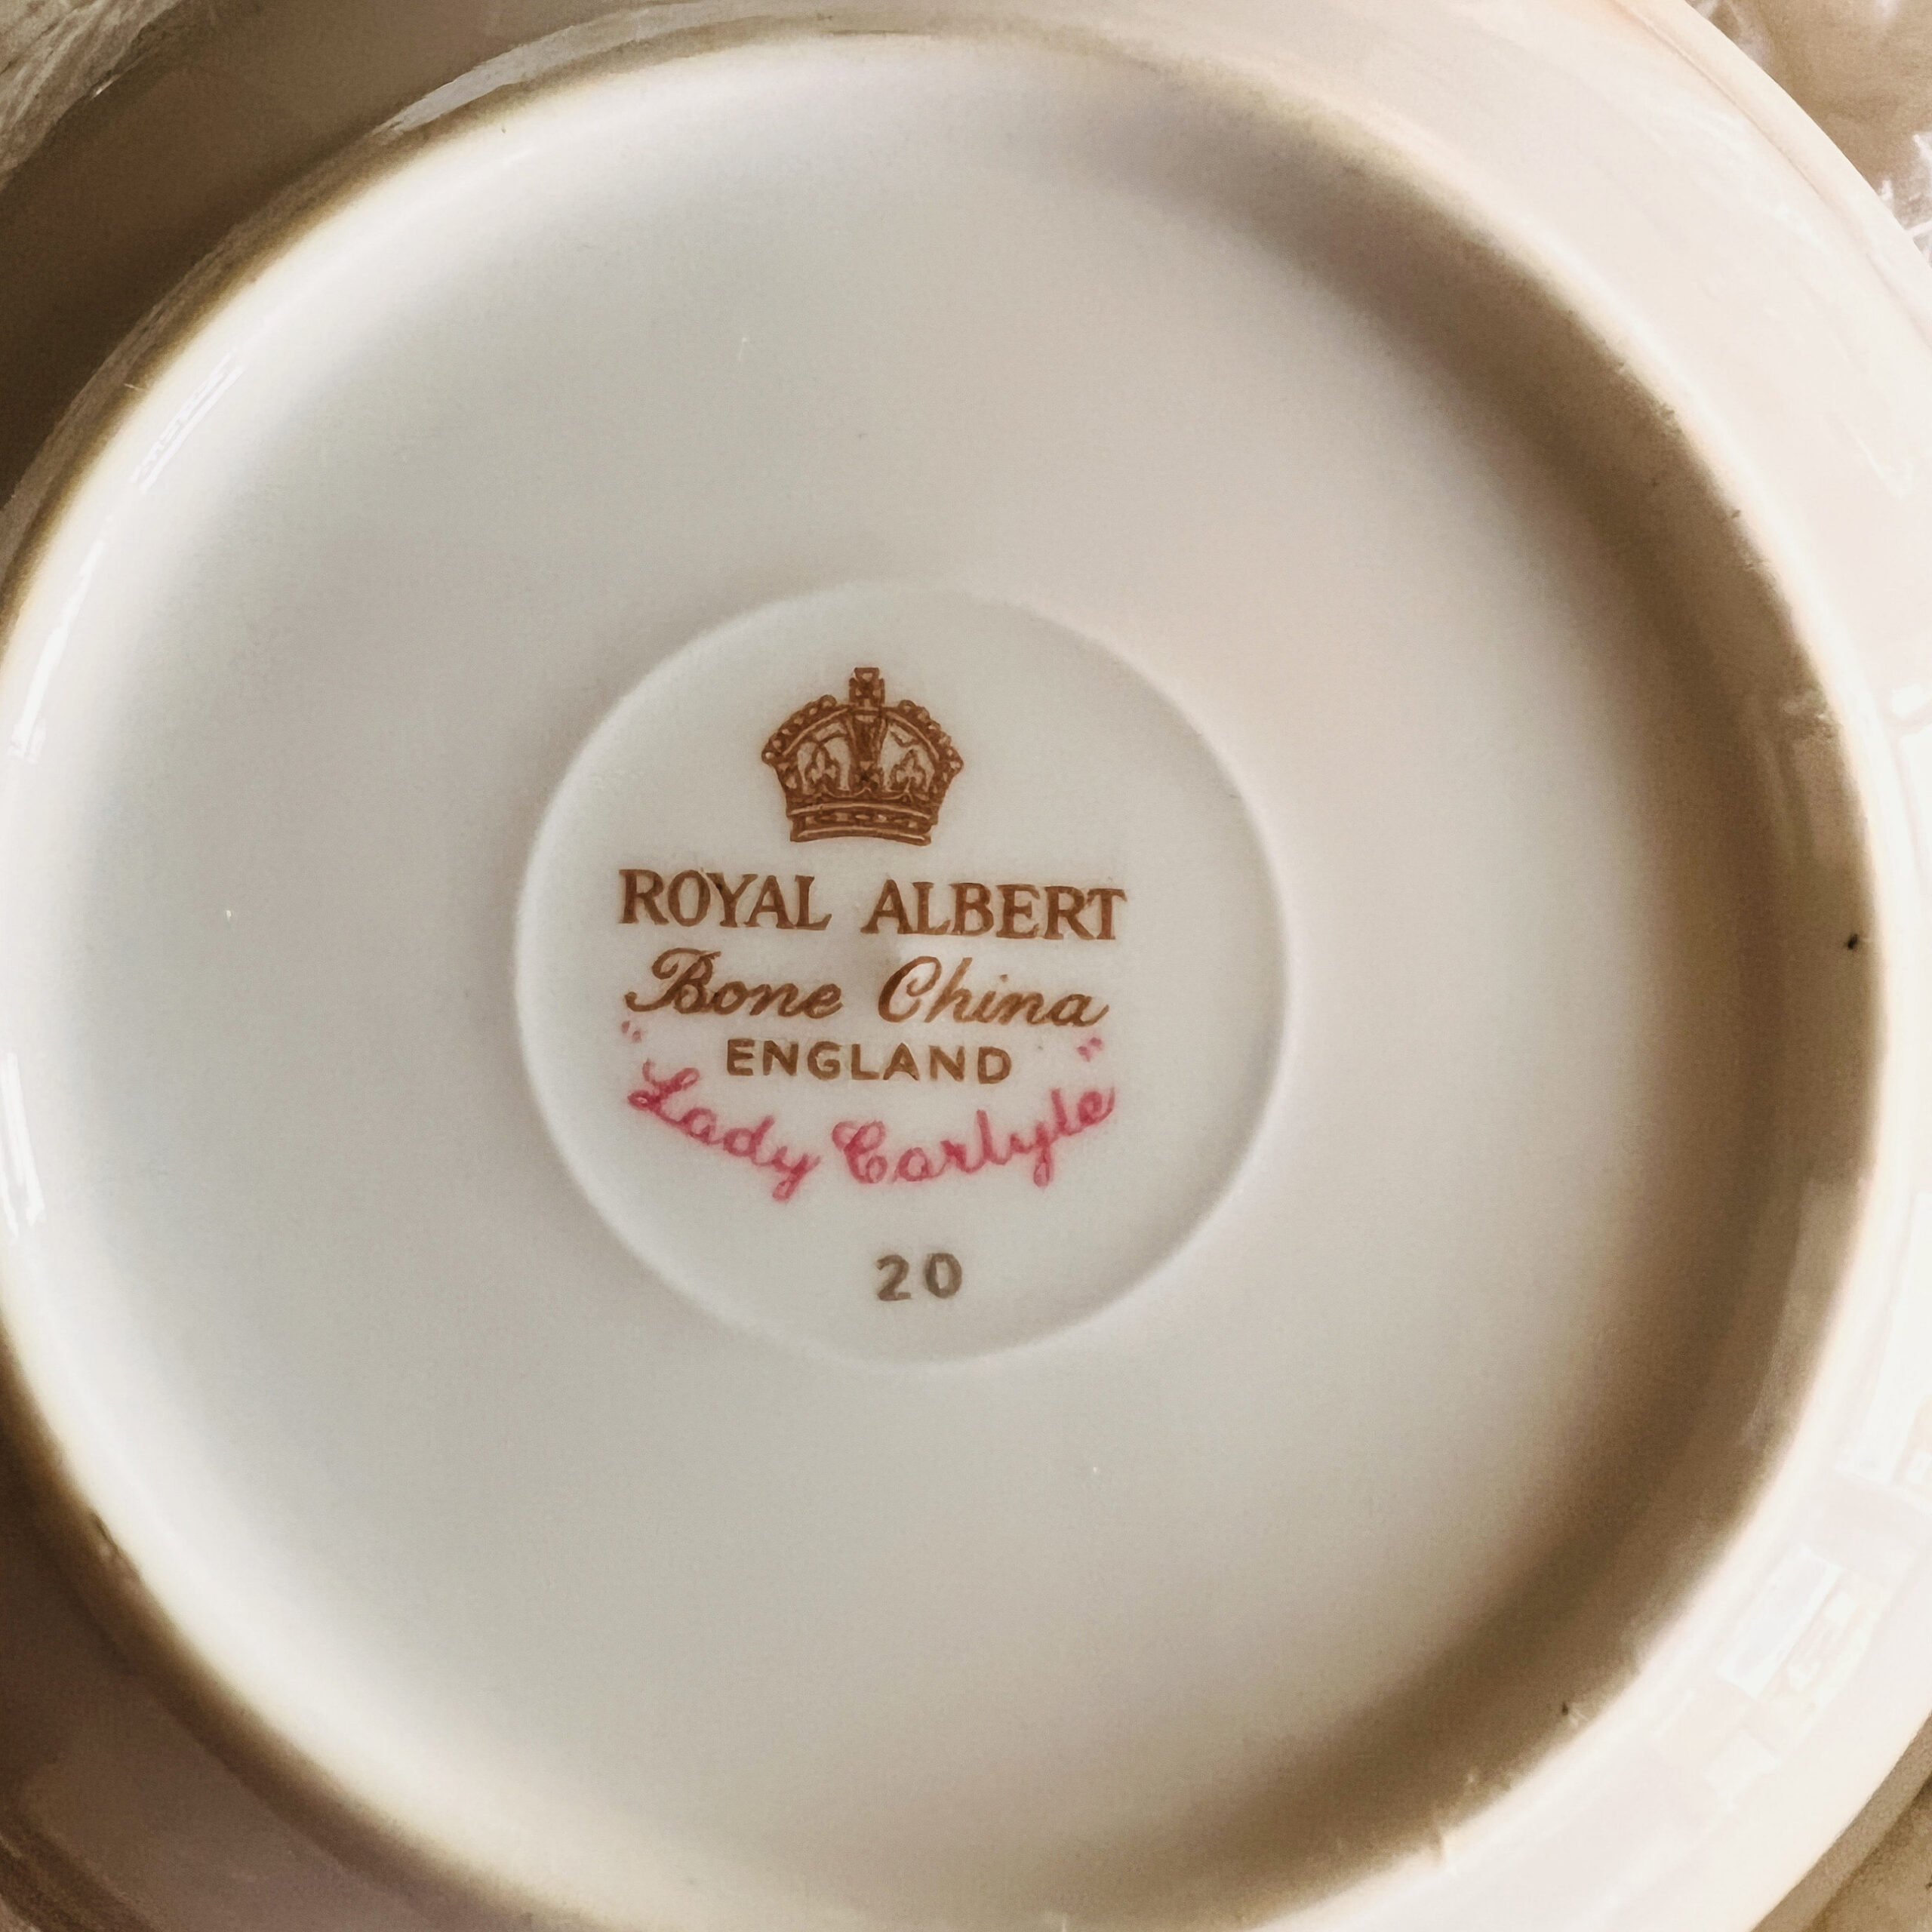 ROYAL ALBERT
Bone China
ENGLAND
"Lady Carlyle"
20